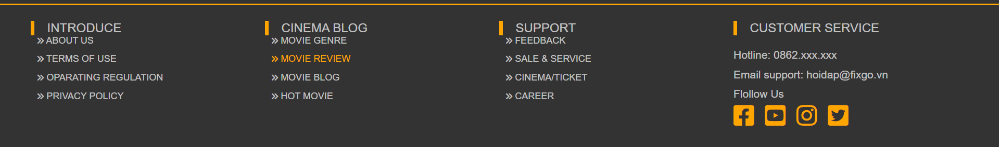 INTRODUCE
» ABOUT US
» TERMS OF USE
» OPARATING REGULATION
» PRIVACY POLICY
CINEMA BLOG
» MOVIE GENRE
» MOVIE REVIEW
» MOVIE BLOG
» HOT MOVIE
SUPPORT
» FEEDBACK
» SALE & SERVICE
» CINEMA/TICKET
» CAREER
CUSTOMER SERVICE
Hotline: 0862.xxx.xxx
Email support: hoidap@fixgo.vn
Flollow Us